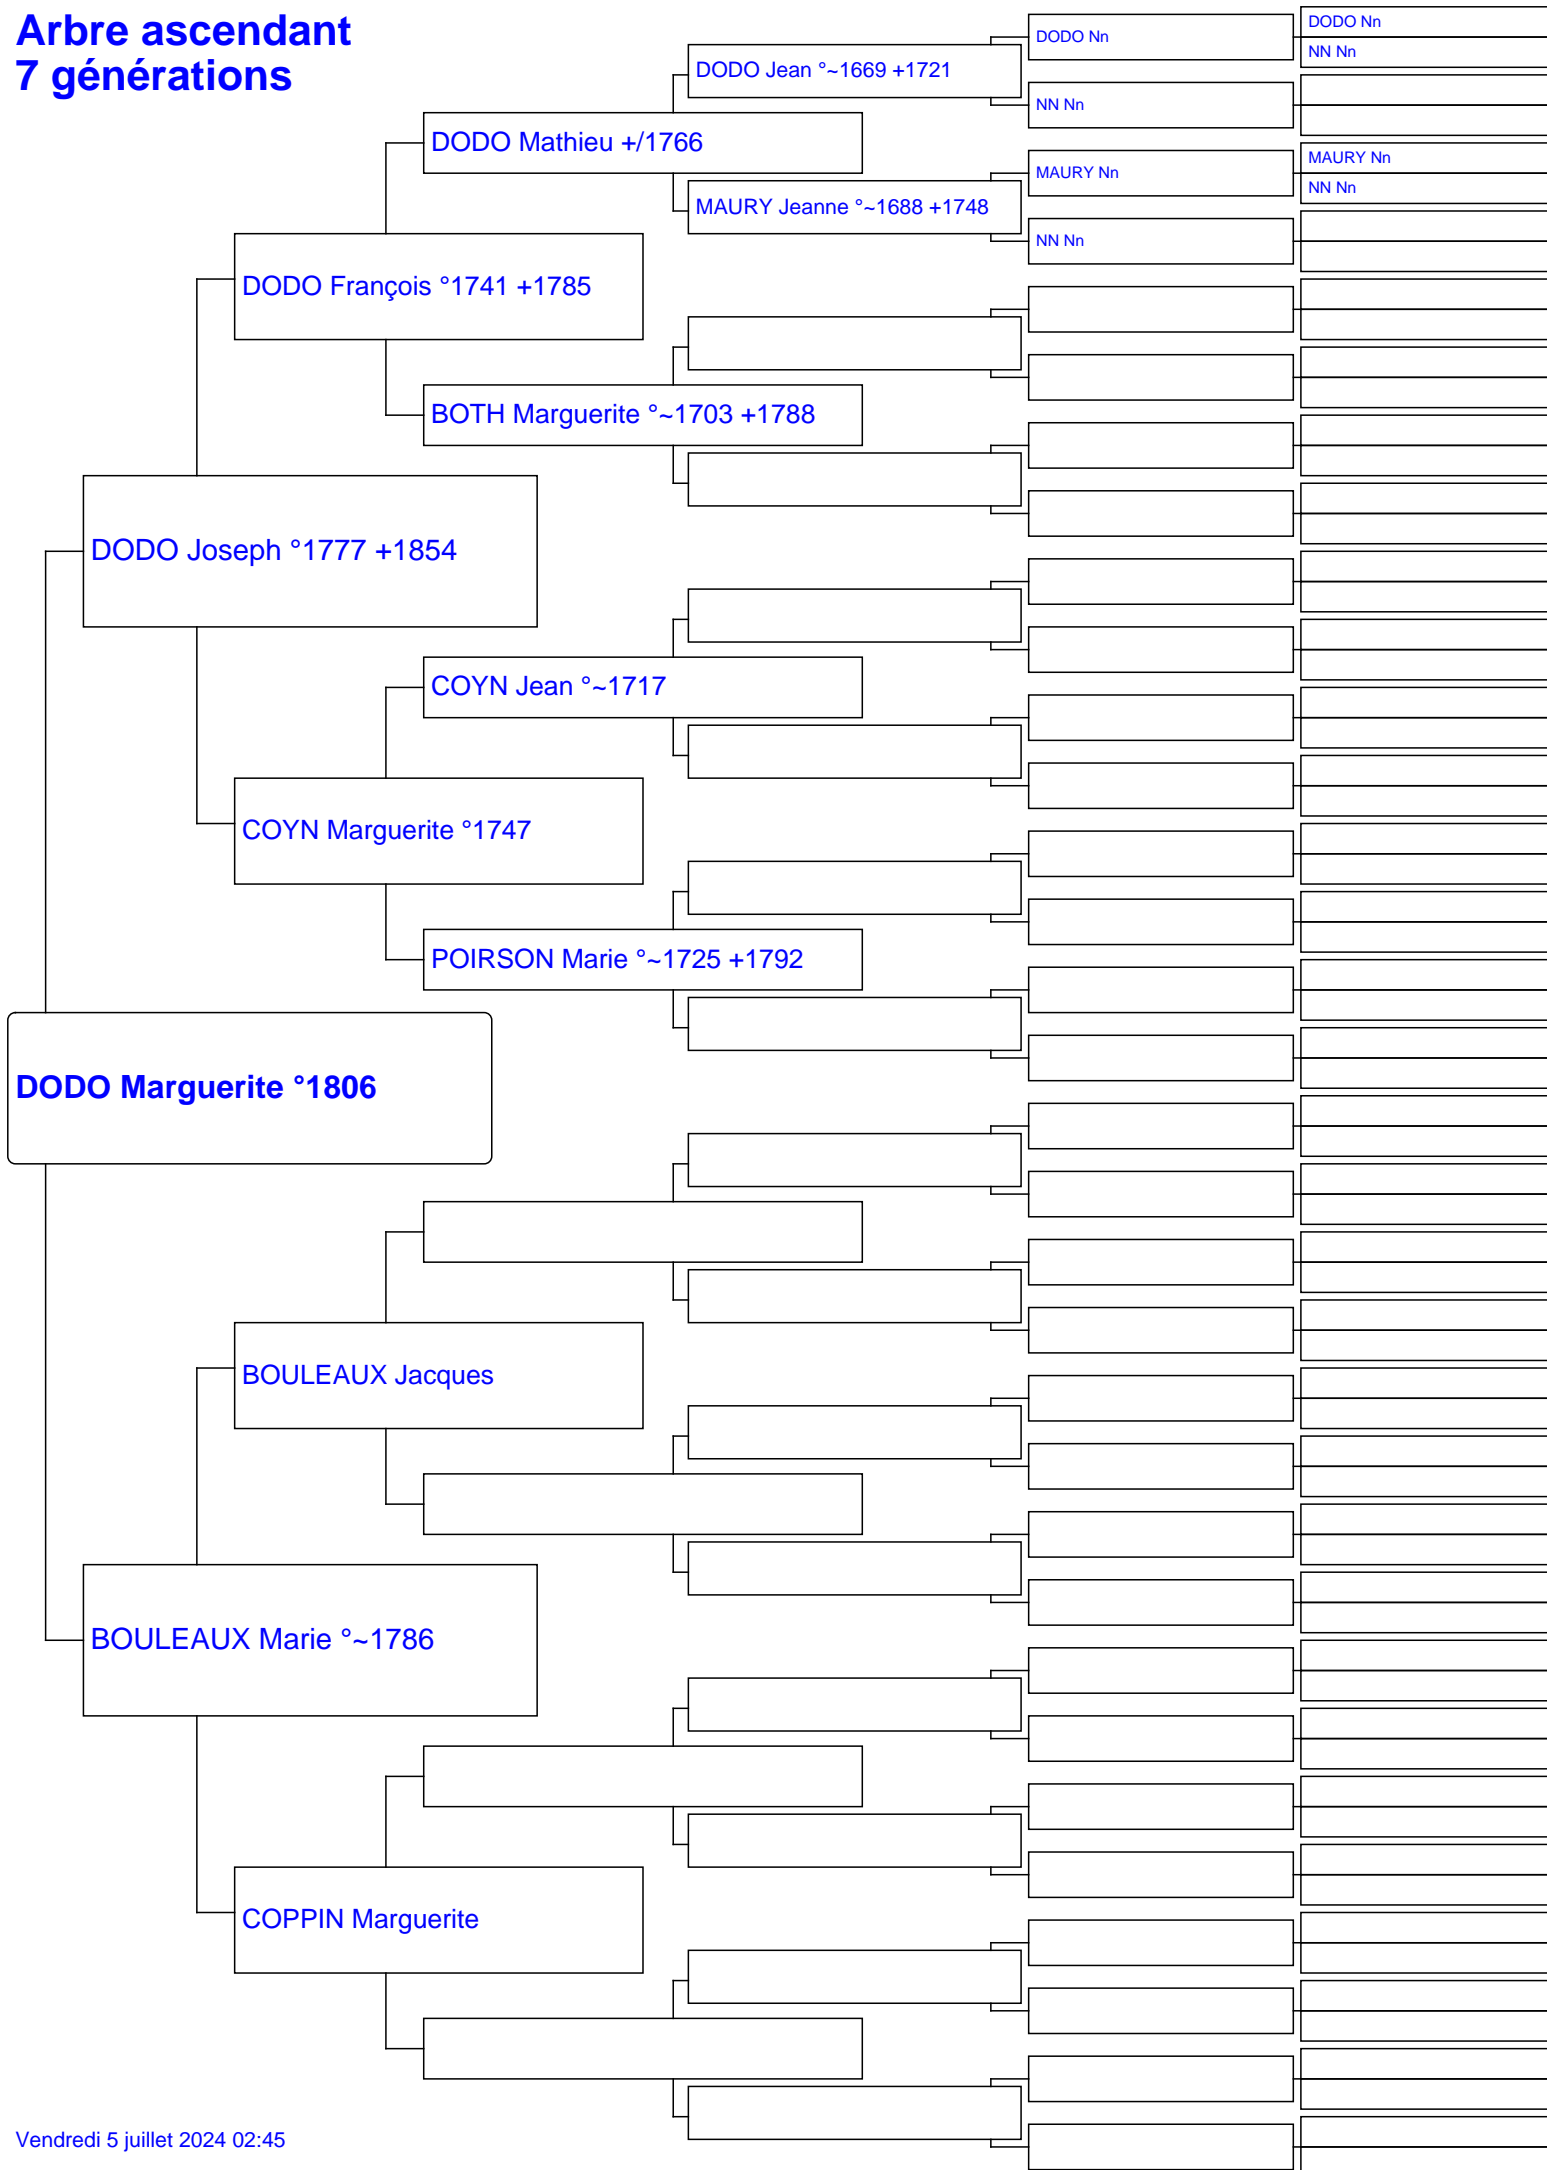 Arbre ascendant
7 générations
DODO Nn
DODO Nn
NN Nn
DODO Jean °~1669 +1721
NN Nn
DODO Mathieu +/1766
MAURY Nn
MAURY Nn
NN Nn
MAURY Jeanne °~1688 +1748
NN Nn
DODO François °1741 +1785
BOTH Marguerite °~1703 +1788
DODO Joseph °1777 +1854
COYN Jean °~1717
COYN Marguerite °1747
POIRSON Marie °~1725 +1792
DODO Marguerite °1806
BOULEAUX Jacques
BOULEAUX Marie °~1786
COPPIN Marguerite
Vendredi 5 juillet 2024 02:45